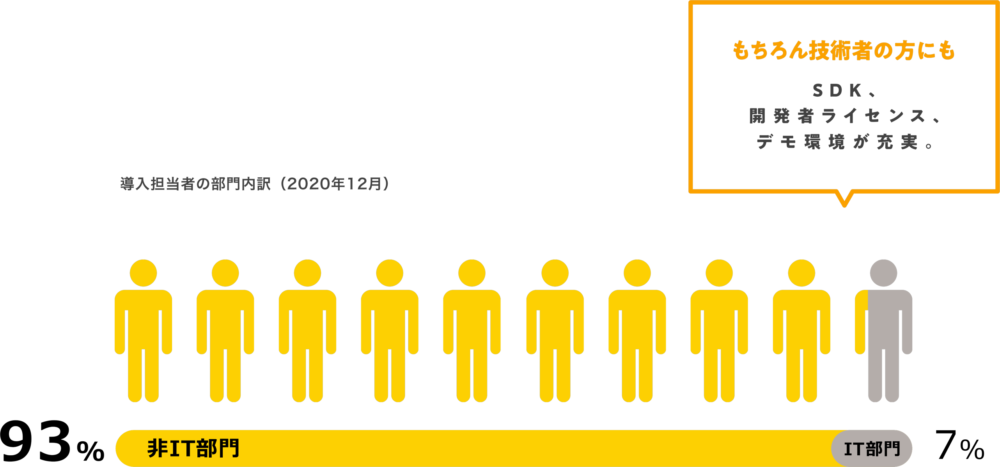 もちろん技術者の方にも
SDK、
開発者ライセンス、
デモ環境が充実。
導入担当者の部門内訳（2020年12月）
93%
非IT部門
IT部門
7%